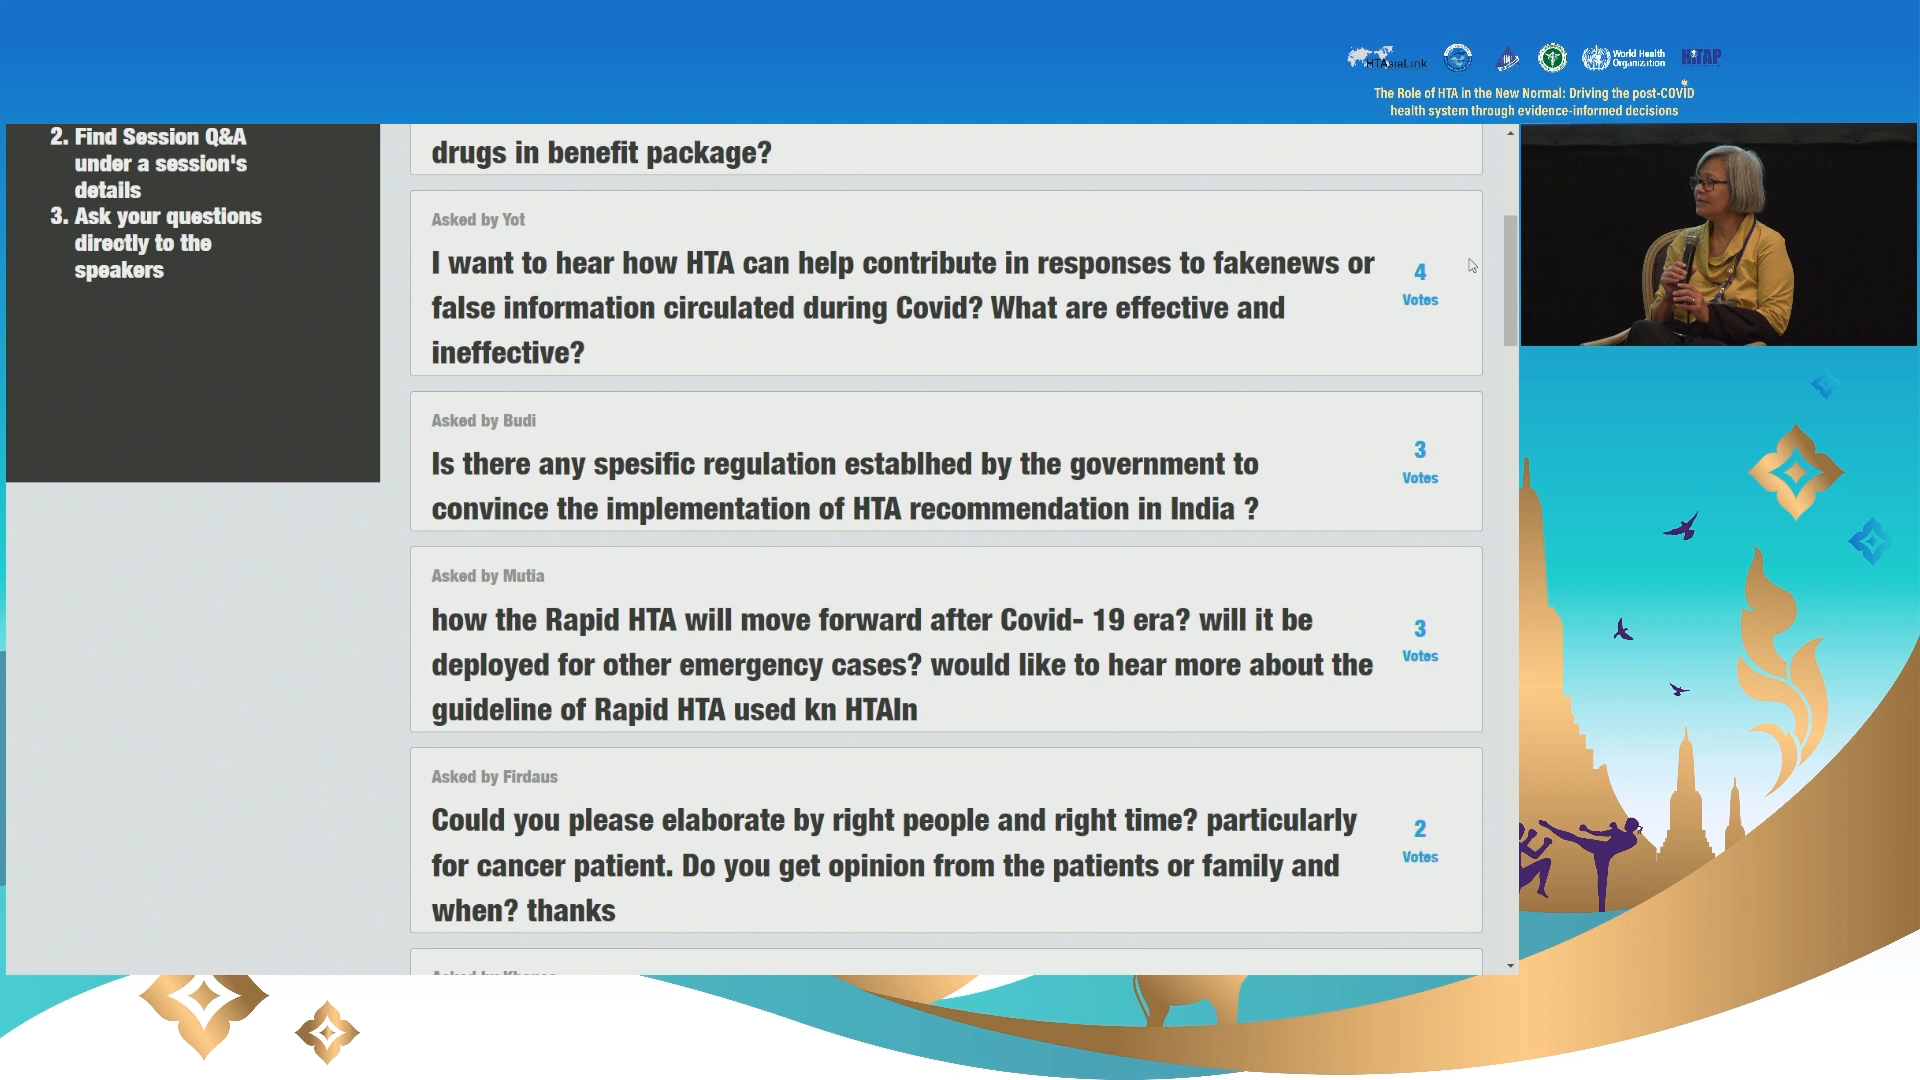 HTAsiaLink
World Health
Organization
HITAP
The Role of HTA in the New Normal: Driving the post-COVID
health system through evidence-informed decisions
2. Find Session Q&A
under a session's
details
3. Ask your questions
directly to the
speakers
drugs in benefit package?
Asked by Yot
I want to hear how HTA can help contribute in responses to fakenews or
false information circulated during Covid? What are effective and
ineffective?
4
Votes
Asked by Budi
Is there any spesific regulation establhed by the government to
convince the implementation of HTA recommendation in India ?
3
Votes
Asked by Mutia
how the Rapid HTA will move forward after Covid- 19 era? will it be
deployed for other emergency cases? would like to hear more about the
guideline of Rapid HTA used kn HTAIn
3
Votes
Asked by Firdaus
Could you please elaborate by right people and right time? particularly
for cancer patient. Do you get opinion from the patients or family and
when? thanks
2
Votes
Asked by